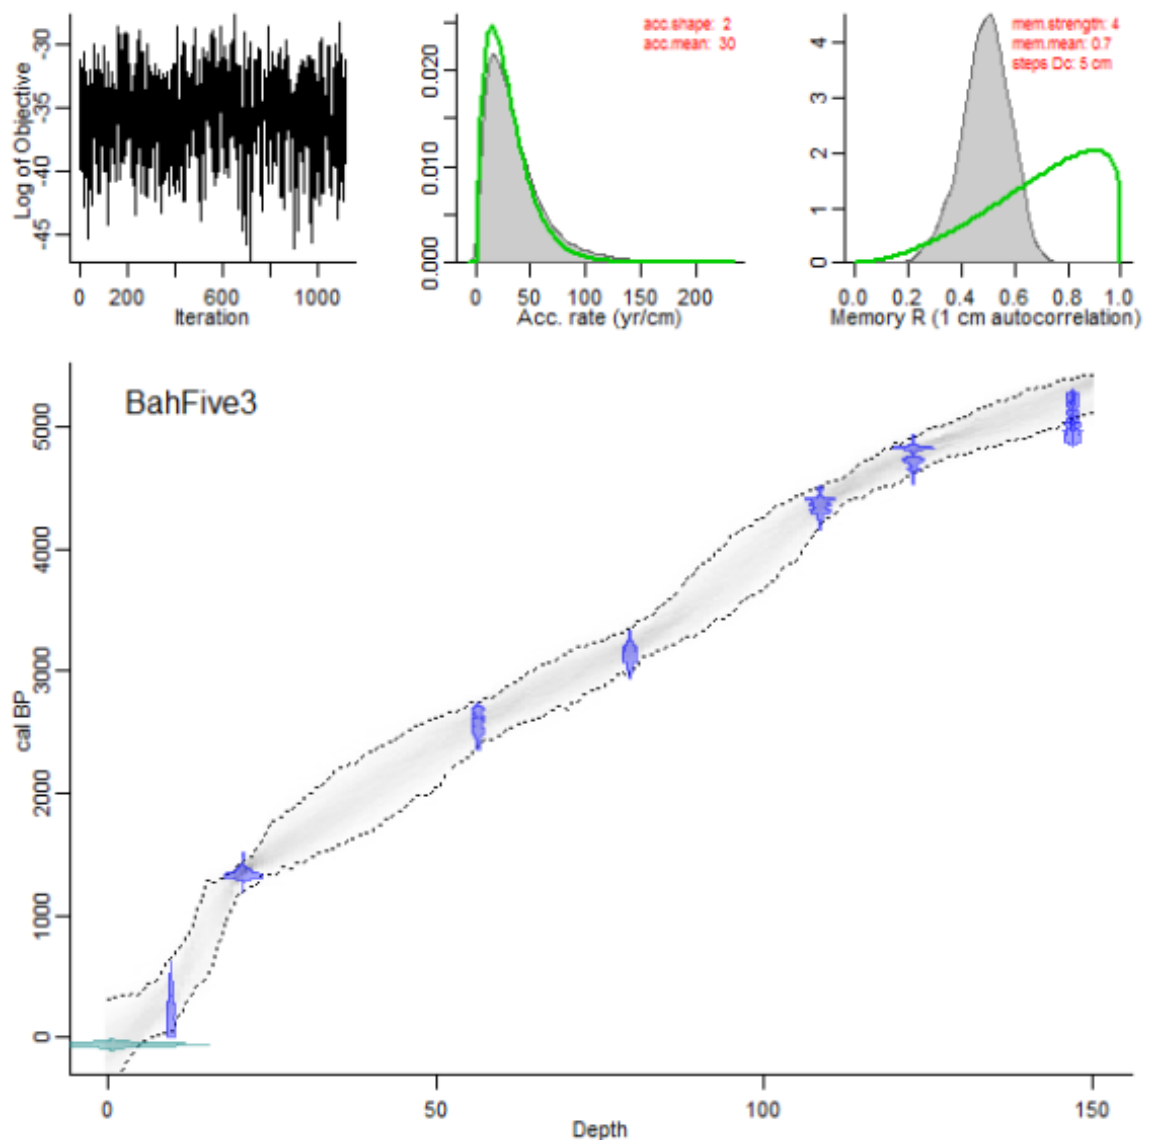 -30
-35
-40
-45
Log of Objective
0 200 600 1000
Iteration
acc.shape: 2
acc.mean: 30
0.020
0.010
0.000
0 50 100 150 200
Acc. rate (yr/cm)
mem.strength: 4
mem.mean: 0.7
steps Dc: 5 cm
4
3
2
1
0
0.0 0.2 0.4 0.6 0.8 1.0
Memory R (1 cm autocorrelation)
BahFive3
5000
4000
3000
2000
1000
0
cal BP
0 50 100 150
Depth